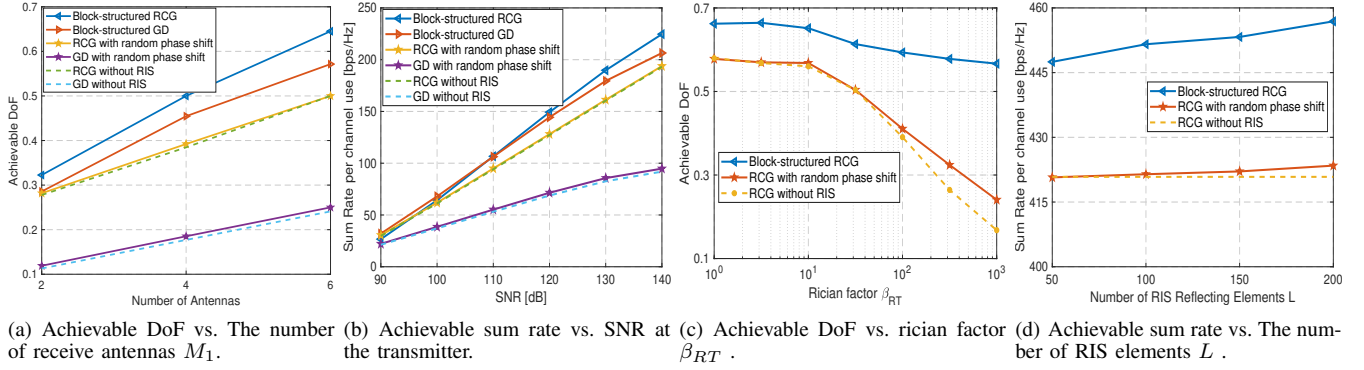 Achievable DoF
0.7
0.6
0.5
0.4
0.3
0.2
0.1
2
4
6
Number of Antennas
Block-structured RCG
Block-structured GD
RCG with random phase shift
GD with random phase shift
RCG without RIS
GD without RIS
Sum Rate per channel use [bps/Hz]
250
200
150
100
50
0
90
100
110
120
130
140
SNR [dB]
Block-structured RCG
Block-structured GD
RCG with random phase shift
GD with random phase shift
RCG without RIS
GD without RIS
Achievable DoF
0.7
0.5
0.3
0.1
10⁰
10¹
10²
10³
Rician factor β_RT
Block-structured RCG
RCG with random phase shift
RCG without RIS
Sum Rate per channel use [bps/Hz]
460
445
430
415
400
50
100
150
200
Number of RIS Reflecting Elements L
Block-structured RCG
RCG with random phase shift
RCG without RIS
(a) Achievable DoF vs. The number
of receive antennas M₁.
(b) Achievable sum rate vs. SNR at
the transmitter.
(c) Achievable DoF vs. rician factor
β_RT .
(d) Achievable sum rate vs. The num-
ber of RIS elements L .